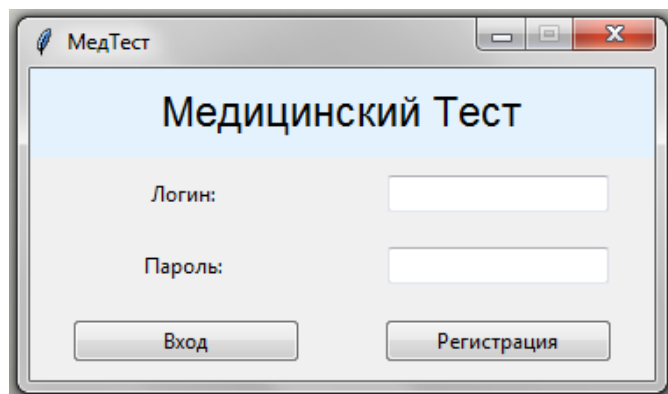 МедТест
Медицинский Тест
Логин:
Пароль:
Вход Регистрация